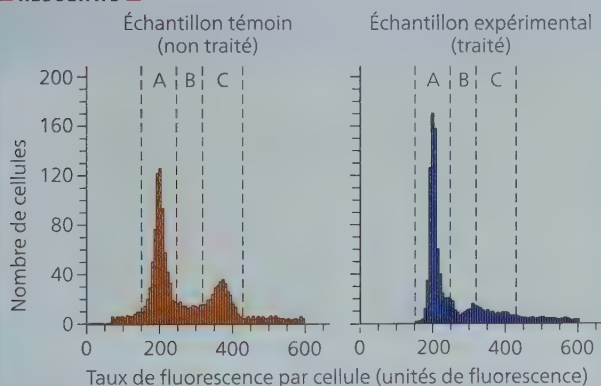 Échantillon témoin
(non traité)
Échantillon expérimental
(traité)
A B C
A B C
Nombre de cellules
200
160
120
80
40
0
0 200 400 600
0 200 400 600
Taux de fluorescence par cellule (unités de fluorescence)